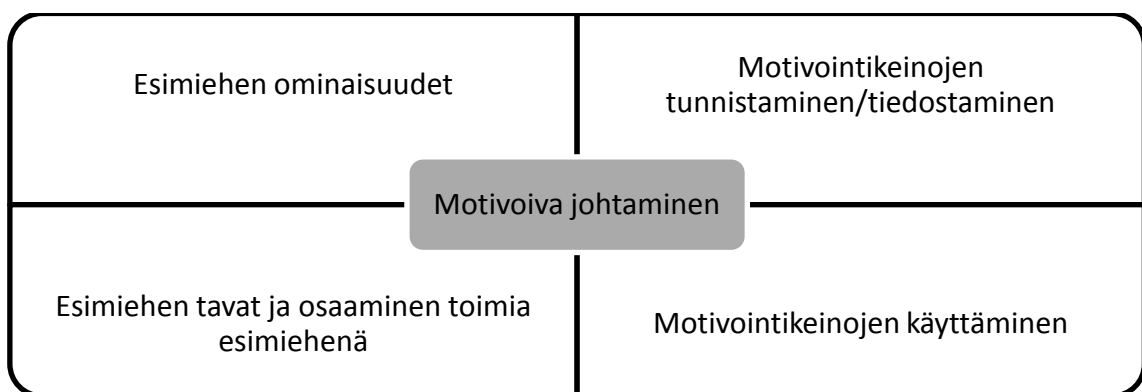 Esimiehen ominaisuudet
Motivointikeinojen
tunnistaminen/tiedostaminen
Motivoiva johtaminen
Esimiehen tavat ja osaaminen toimia
esimiehenä
Motivointikeinojen käyttäminen